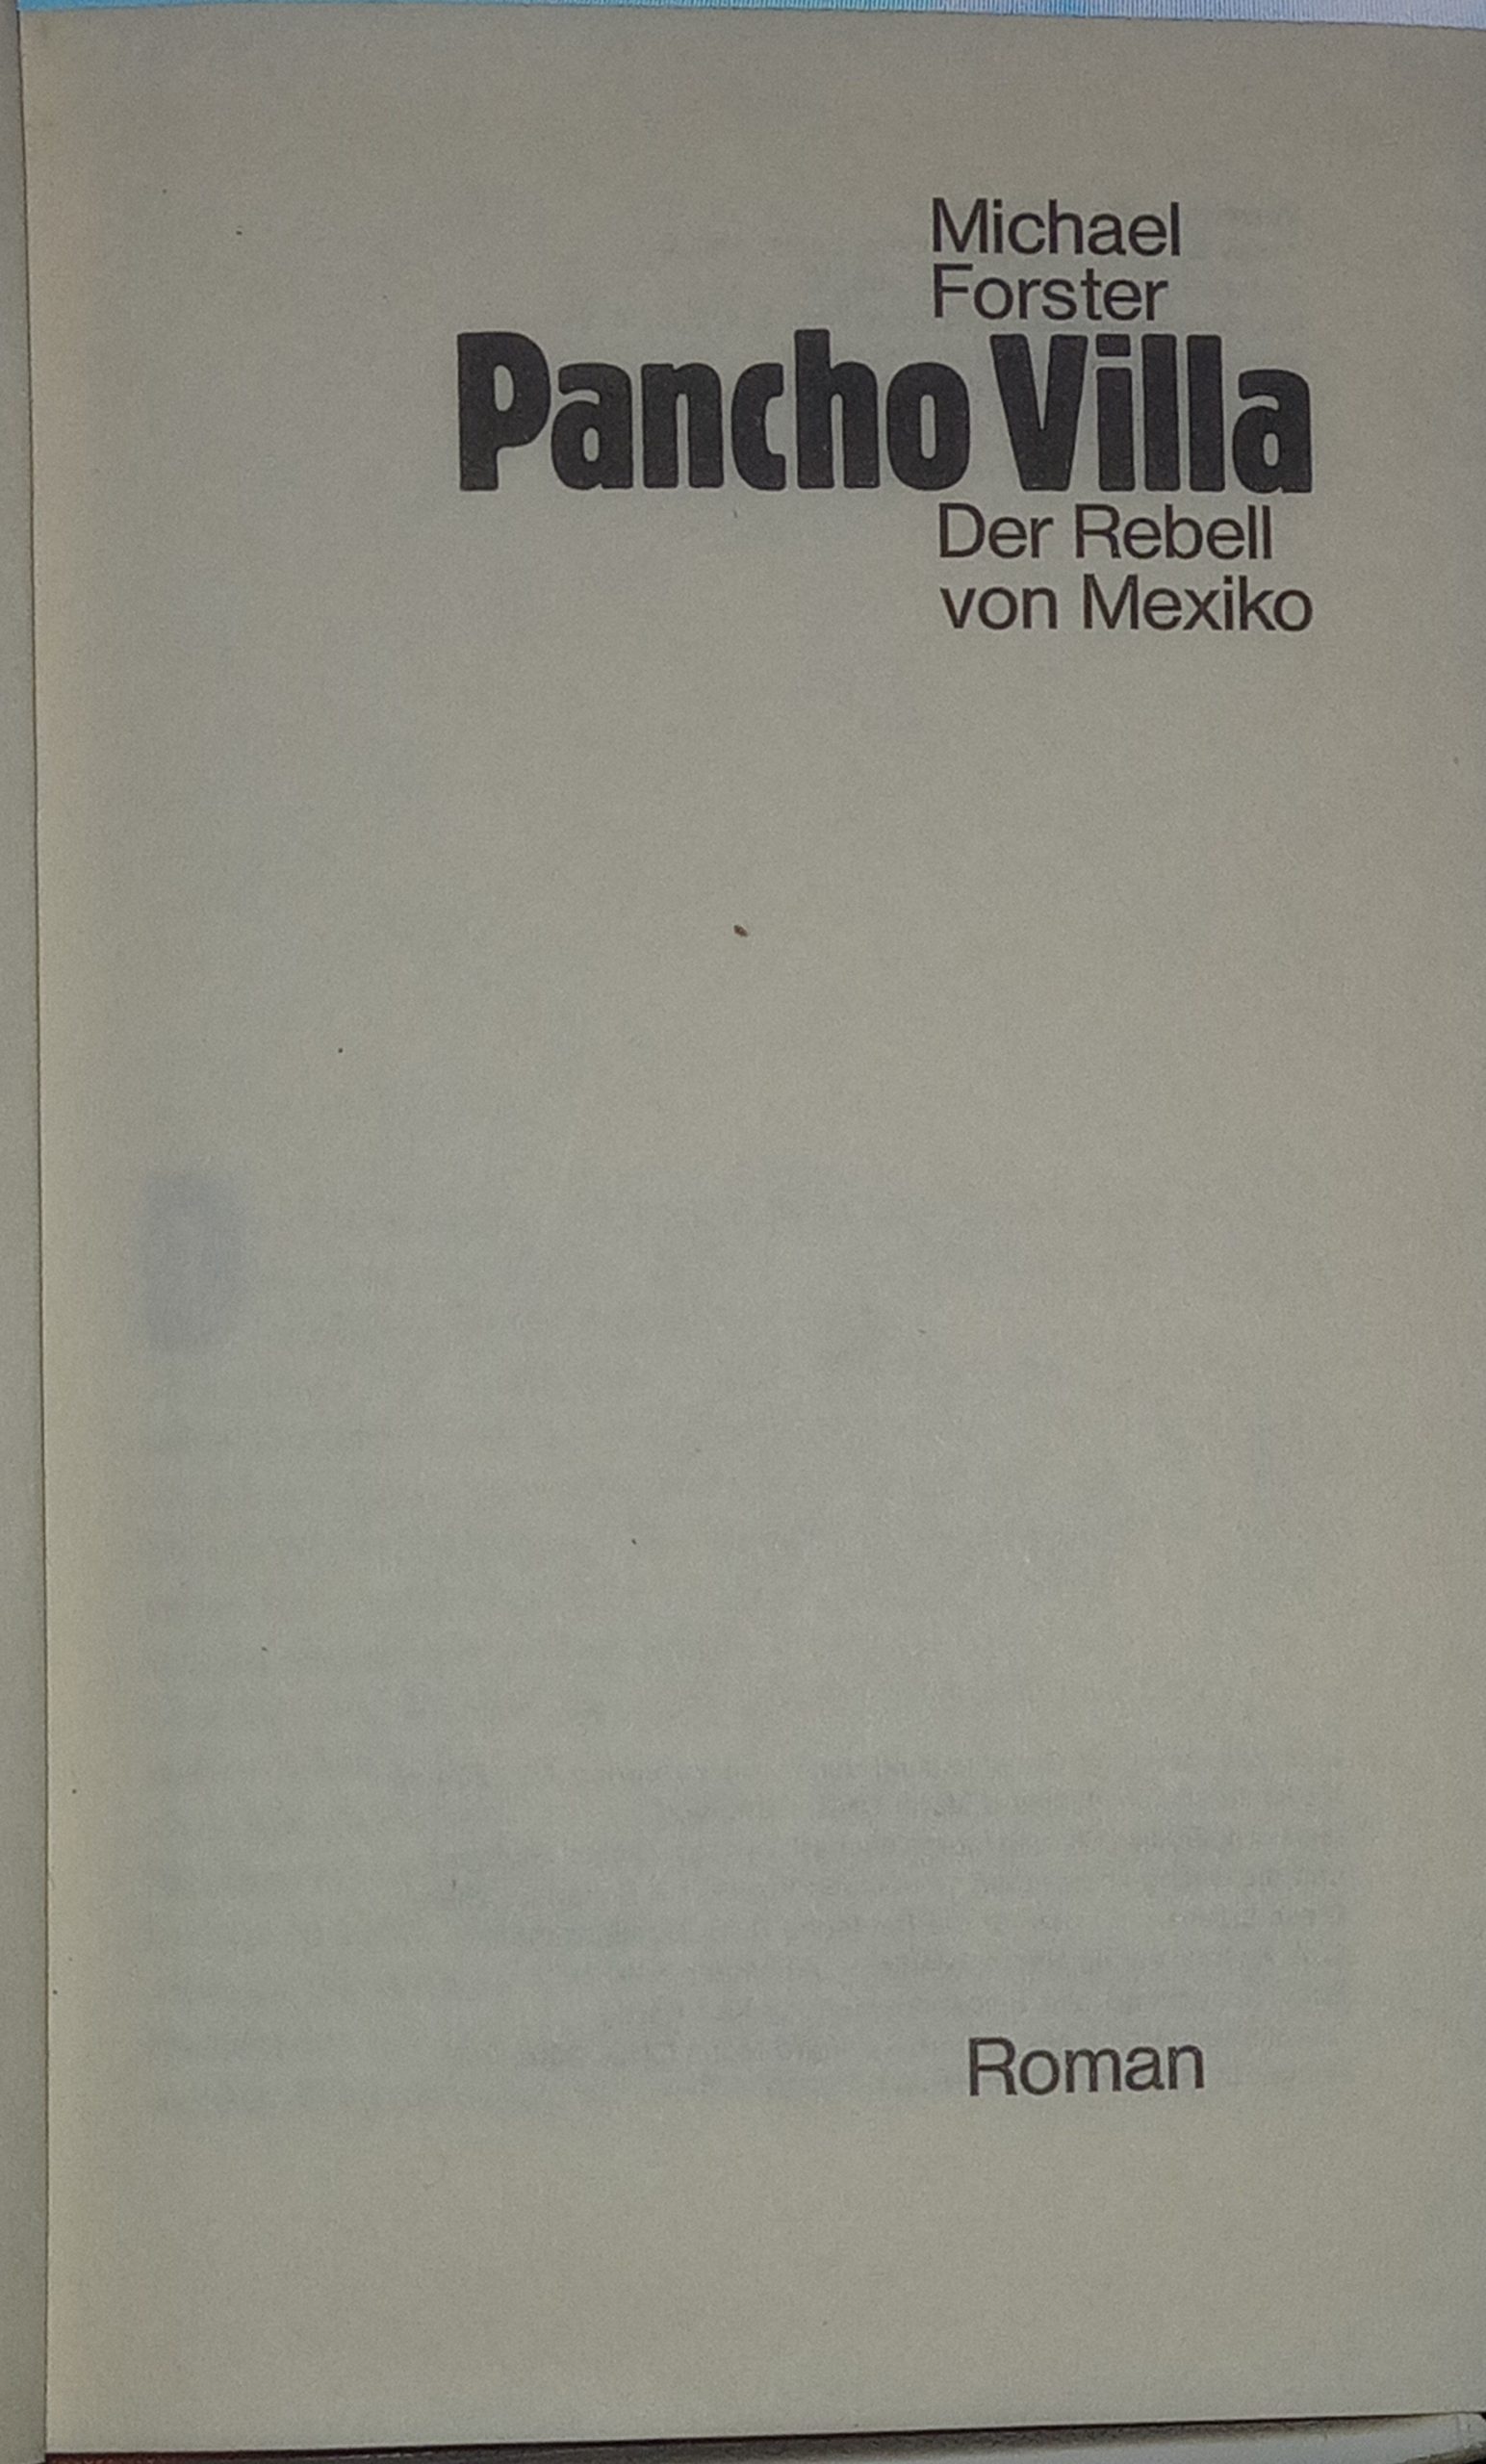 Michael
Forster
Pancho Villa
Der Rebell
von Mexiko
Roman